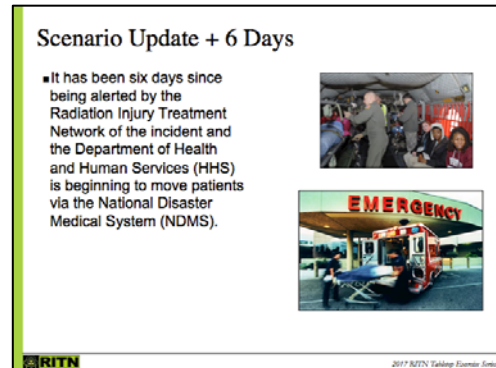 Scenario Update + 6 Days
▪It has been six days since
being alerted by the
Radiation Injury Treatment
Network of the incident and
the Department of Health
and Human Services (HHS)
is beginning to move patients
via the National Disaster
Medical System (NDMS).
EMERGENCY
RITN
2017 RITN Tabletop Exercise Series